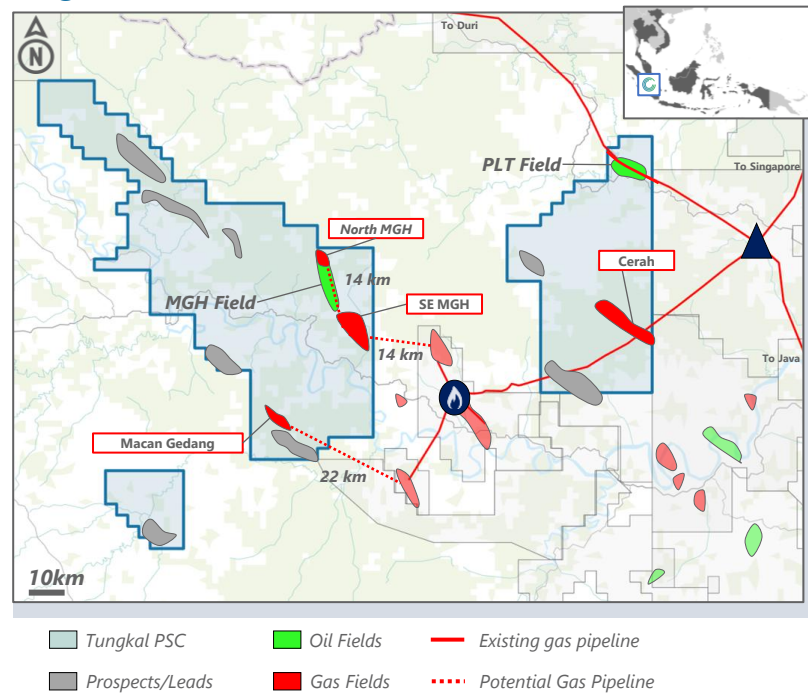 To Duri
N
PLT Field
To Singapore
North MGH
14 km
Cerah
MGH Field
SE MGH
14 km
To Java
Macan Gedang
22 km
10km
Tungkal PSC
Oil Fields
Existing gas pipeline
Prospects/Leads
Gas Fields
Potential Gas Pipeline